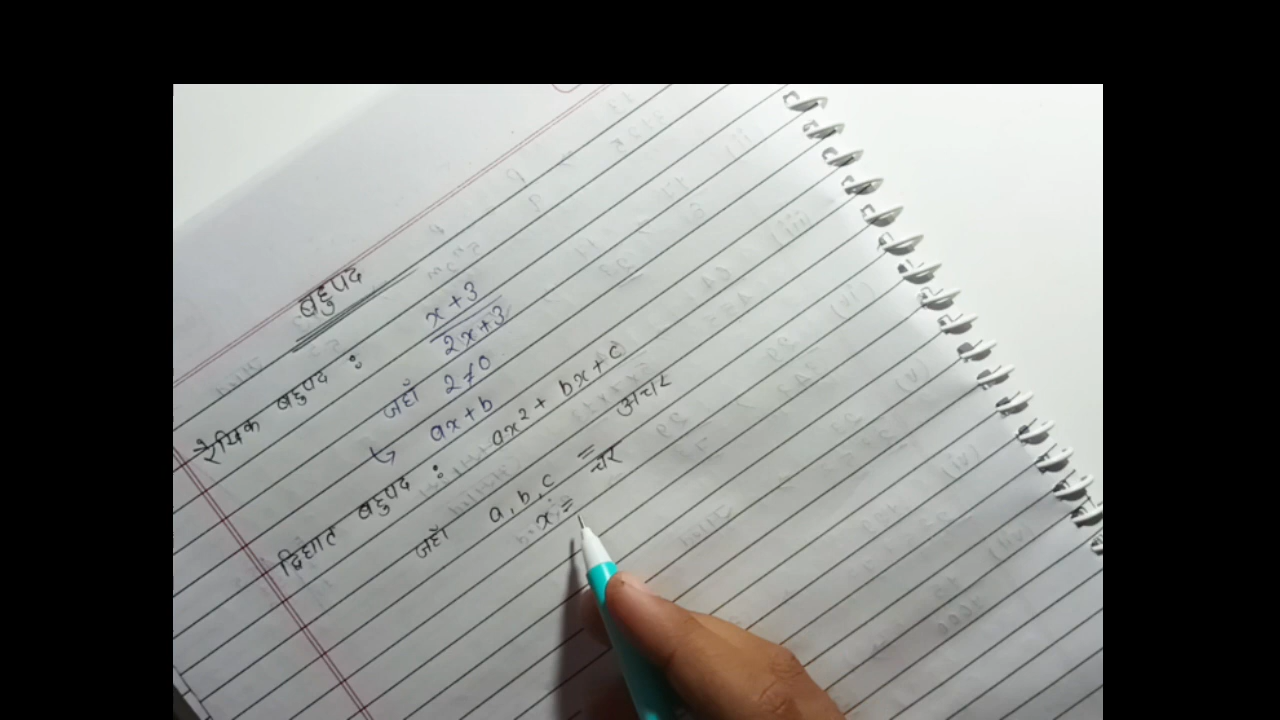 बहुपद
रैखिक बहुपद : x + 3
2x + 3
जहाँ 2 ≠ 0
↳ ax + b
द्विघात बहुपद : ax² + bx + c
जहाँ a, b, c = अचर
x = चर